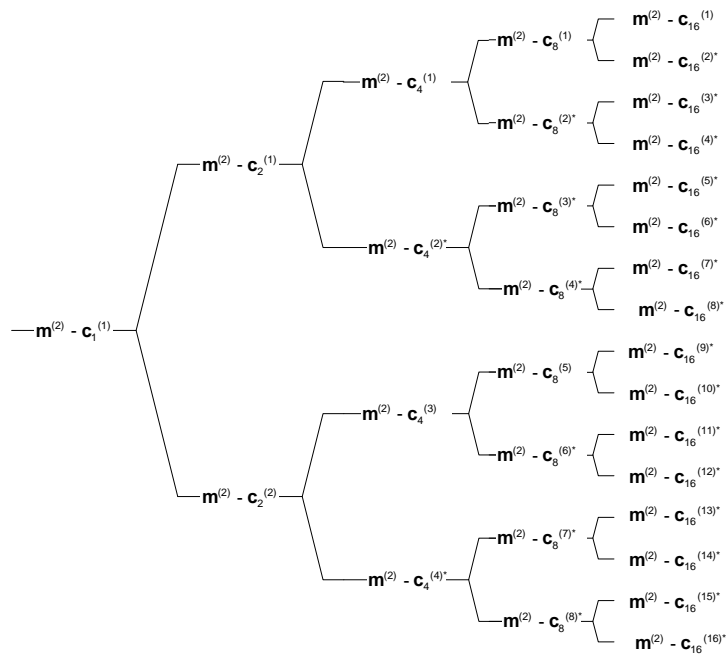 m⁽²⁾ - c₁₆⁽¹⁾
m⁽²⁾ - c₈⁽¹⁾
m⁽²⁾ - c₁₆⁽²⁾*
m⁽²⁾ - c₄⁽¹⁾
m⁽²⁾ - c₁₆⁽³⁾*
m⁽²⁾ - c₈⁽²⁾*
m⁽²⁾ - c₁₆⁽⁴⁾*
m⁽²⁾ - c₂⁽¹⁾
m⁽²⁾ - c₁₆⁽⁵⁾*
m⁽²⁾ - c₈⁽³⁾*
m⁽²⁾ - c₁₆⁽⁶⁾*
m⁽²⁾ - c₄⁽²⁾*
m⁽²⁾ - c₁₆⁽⁷⁾*
m⁽²⁾ - c₈⁽⁴⁾*
m⁽²⁾ - c₁₆⁽⁸⁾*
m⁽²⁾ - c₁⁽¹⁾
m⁽²⁾ - c₁₆⁽⁹⁾*
m⁽²⁾ - c₈⁽⁵⁾
m⁽²⁾ - c₁₆⁽¹⁰⁾*
m⁽²⁾ - c₄⁽³⁾
m⁽²⁾ - c₁₆⁽¹¹⁾*
m⁽²⁾ - c₈⁽⁶⁾*
m⁽²⁾ - c₁₆⁽¹²⁾*
m⁽²⁾ - c₂⁽²⁾
m⁽²⁾ - c₁₆⁽¹³⁾*
m⁽²⁾ - c₈⁽⁷⁾*
m⁽²⁾ - c₁₆⁽¹⁴⁾*
m⁽²⁾ - c₄⁽⁴⁾*
m⁽²⁾ - c₁₆⁽¹⁵⁾*
m⁽²⁾ - c₈⁽⁸⁾*
m⁽²⁾ - c₁₆⁽¹⁶⁾*